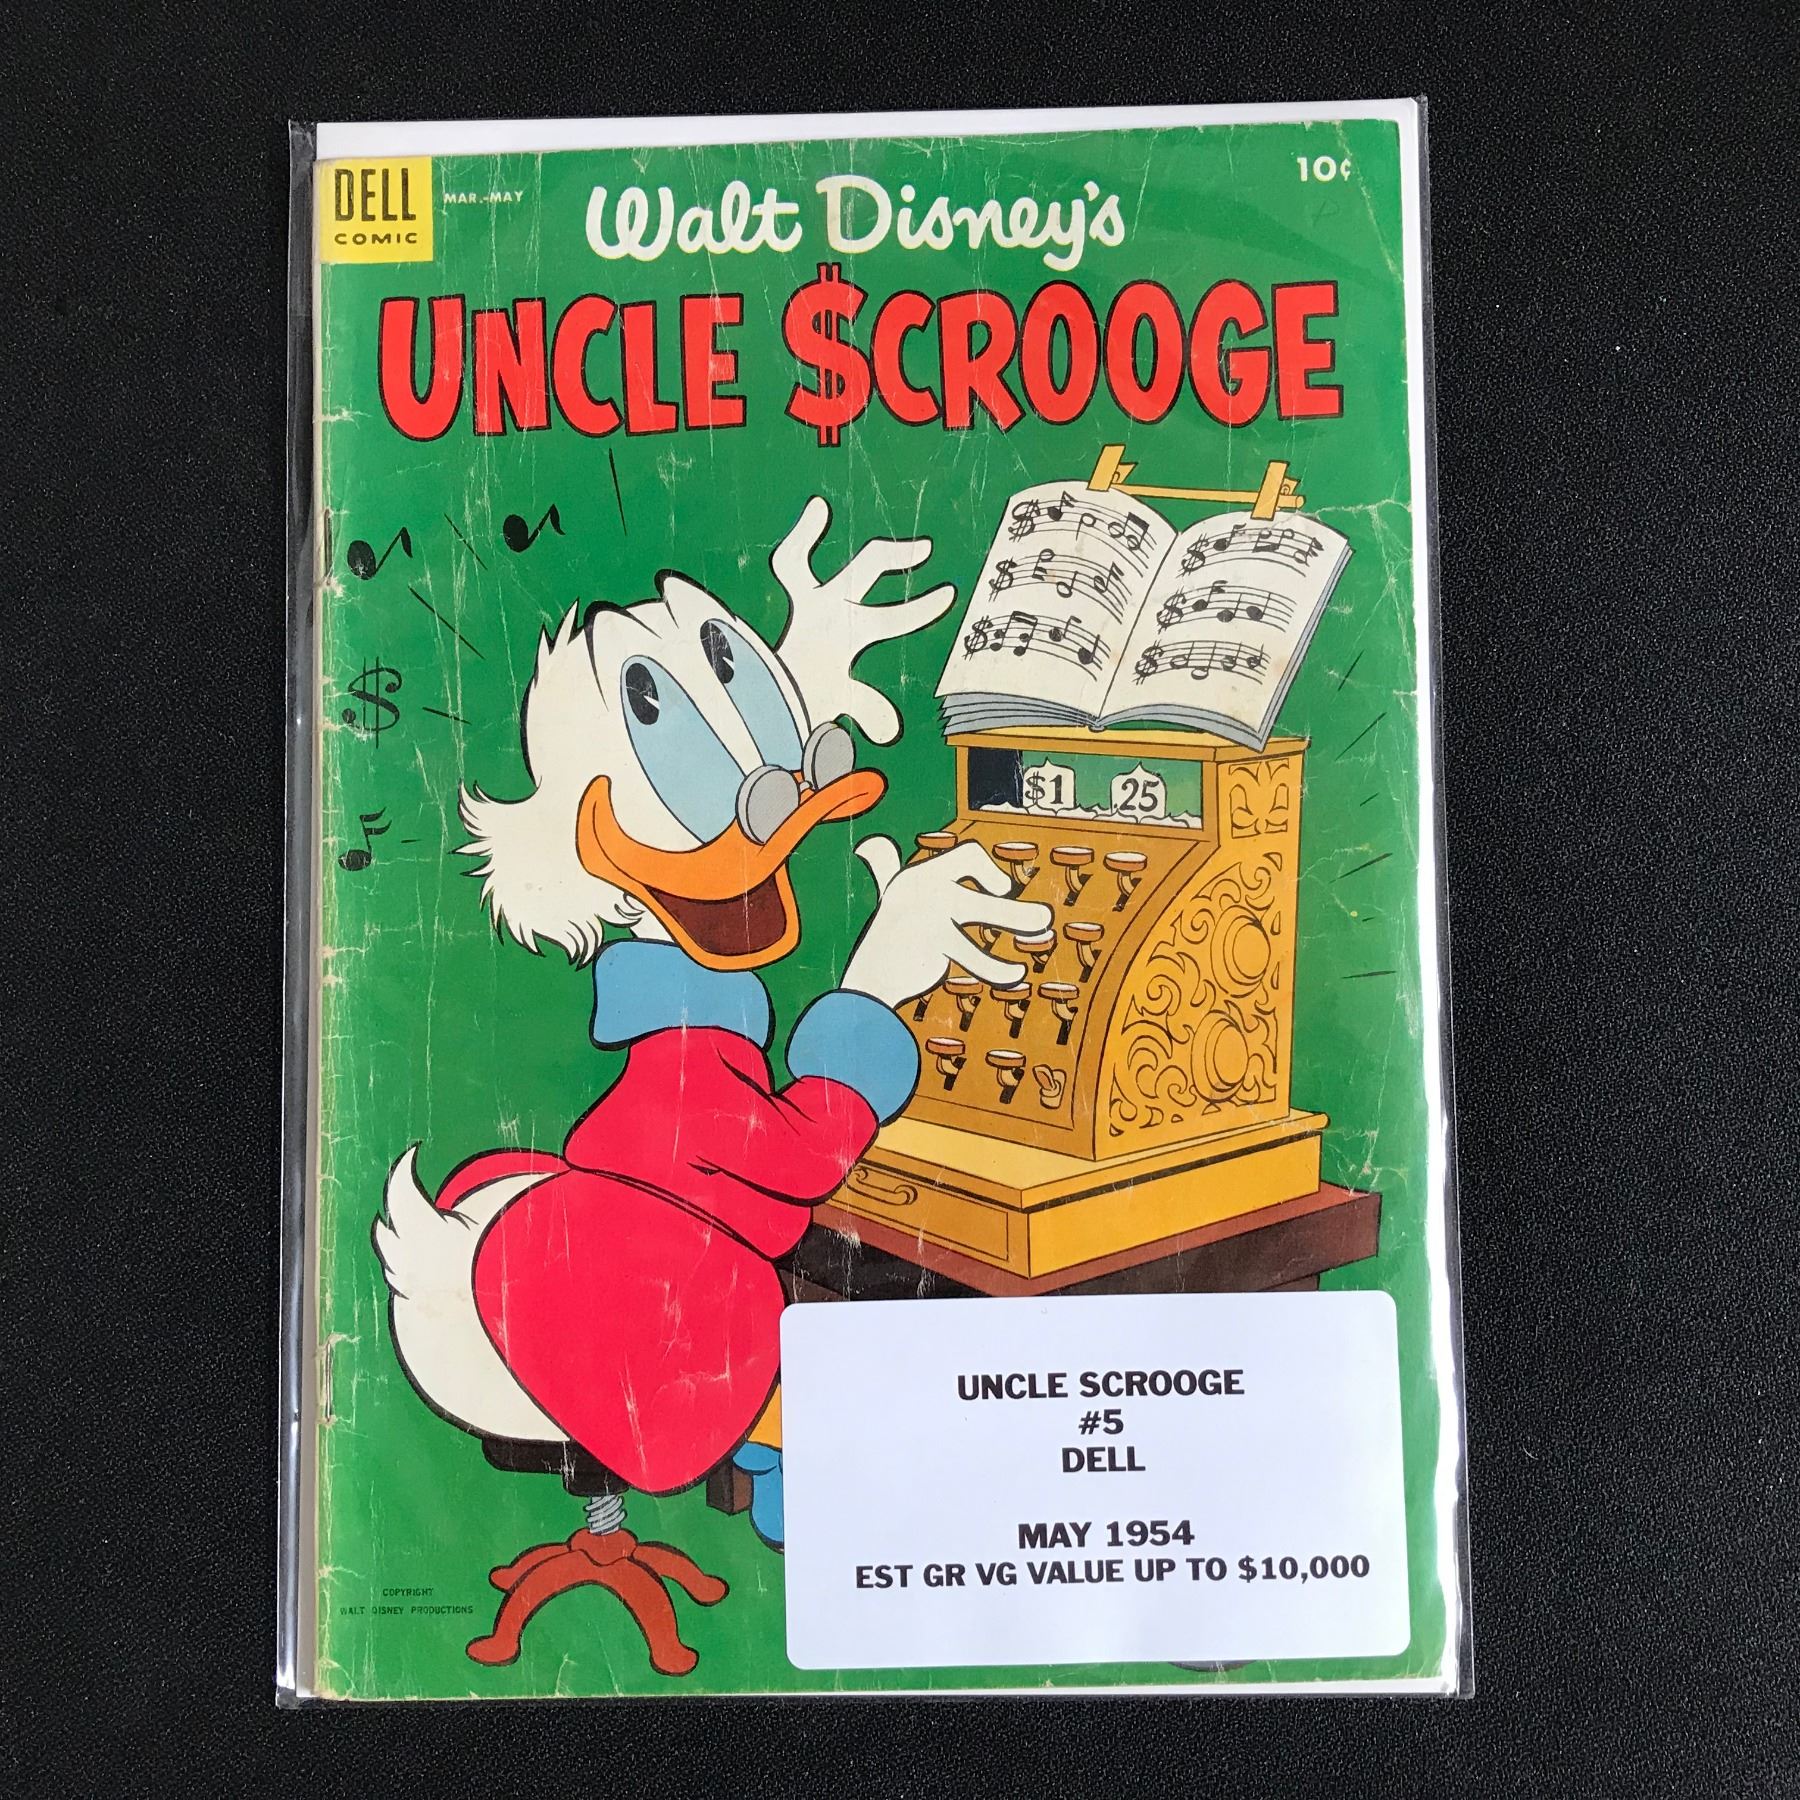 DELL
COMIC
MAR.-MAY
10¢
Walt Disney's
UNCLE $CROOGE
$1 .25
COPYRIGHT
WALT DISNEY PRODUCTIONS
UNCLE SCROOGE
#5
DELL
MAY 1954
EST GR VG VALUE UP TO $10,000